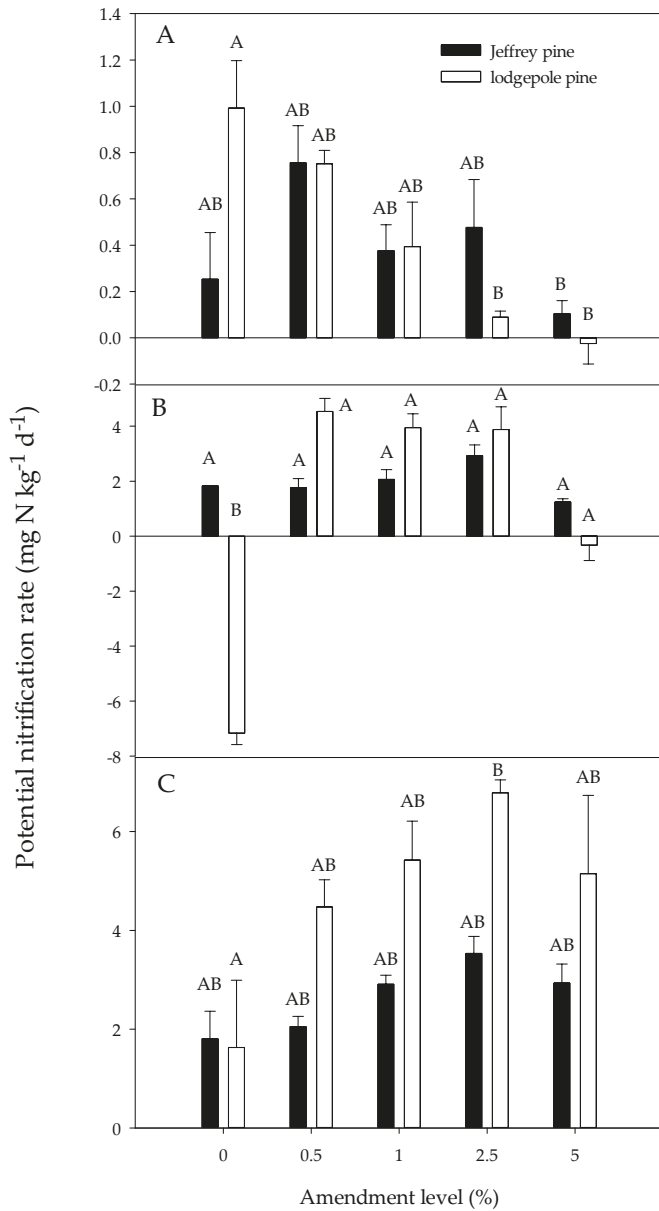 1.4
A
A
Jeffrey pine
lodgepole pine
1.2
1.0
AB AB
AB
0.8
AB
AB AB
0.6
0.4
B B
B
0.2
0.0
-0.2
B
A
A A
4
A A A A
A
2
B
A
0
-2
-4
-6
-8
C
B
AB
AB
6
AB
AB
4
AB
AB
AB
AB A
AB
2
0
0 0.5 1 2.5 5
Amendment level (%)
Potential nitrification rate (mg N kg⁻¹ d⁻¹)